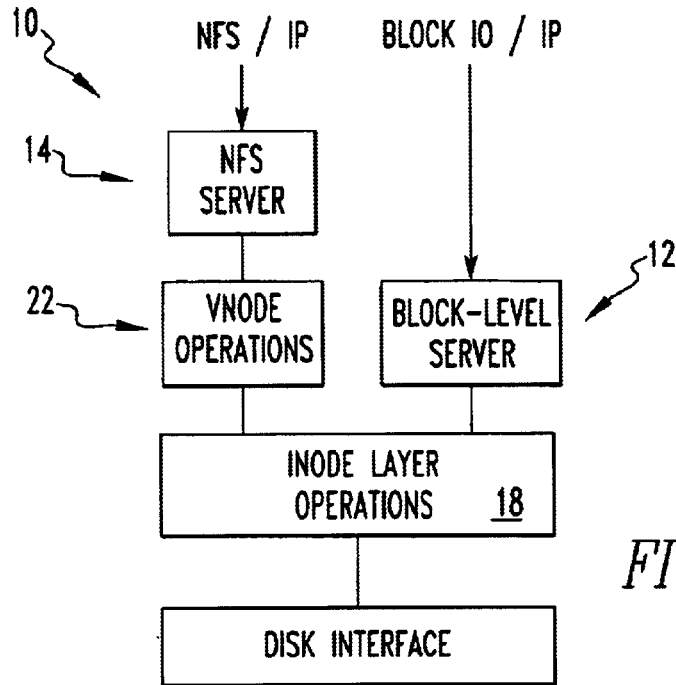 10
NFS / IP
BLOCK IO / IP
14
NFS
SERVER
22
VNODE
OPERATIONS
12
BLOCK-LEVEL
SERVER
INODE LAYER
OPERATIONS 18
FI
DISK INTERFACE